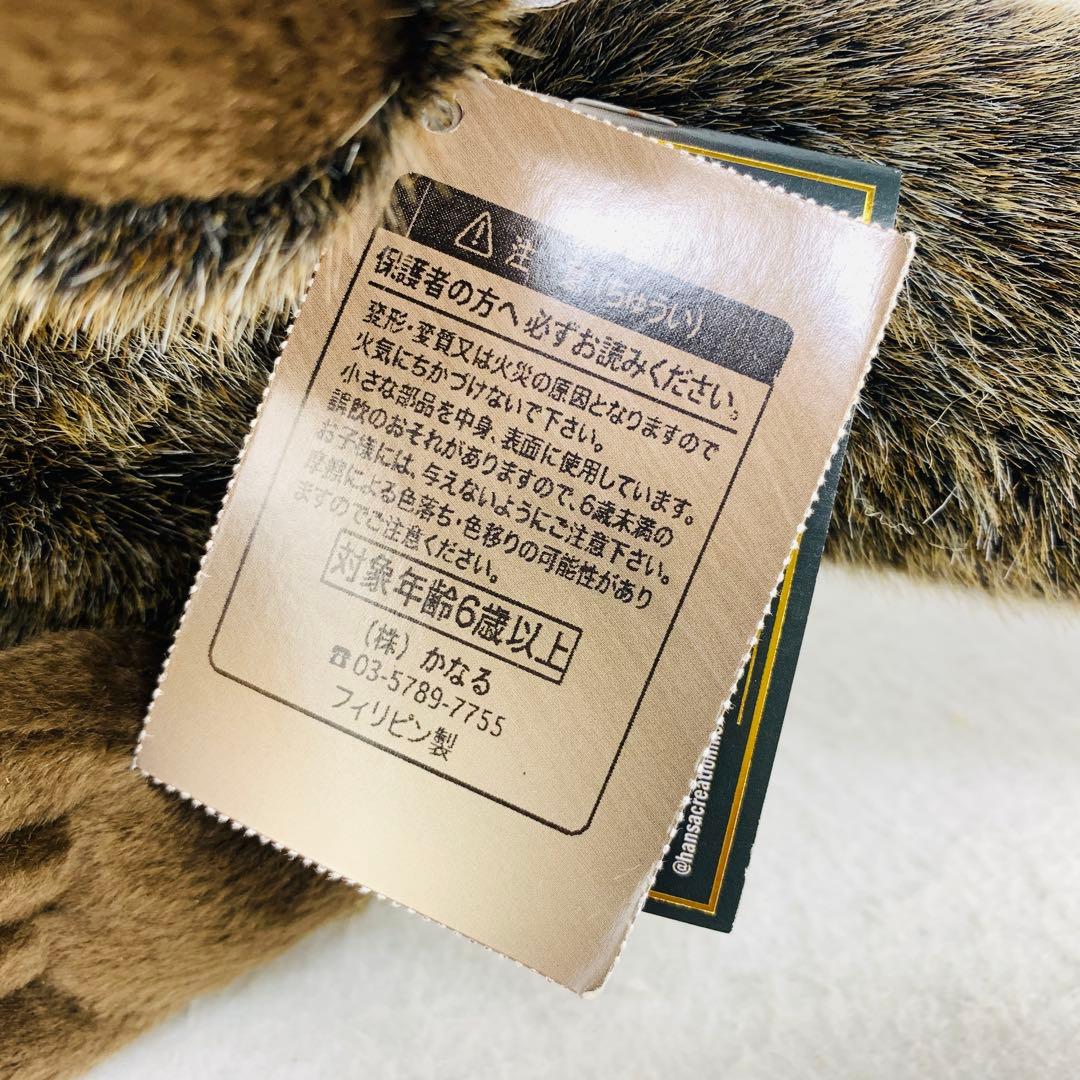 注 (ちゅうい)
保護者の方へ 必ずお読みください。
変形・変質又は火災の原因となりますので
火気にちかづけないで下さい。
小さな部品を中身、表面に使用しています。
誤飲のおそれがありますので、6歳未満の
お子様には、与えないようにご注意下さい。
摩擦による色落ち・色移りの可能性があり
ますのでご注意ください。
対象年齢6歳以上
(株) かなる
☎03-5789-7755
フィリピン製